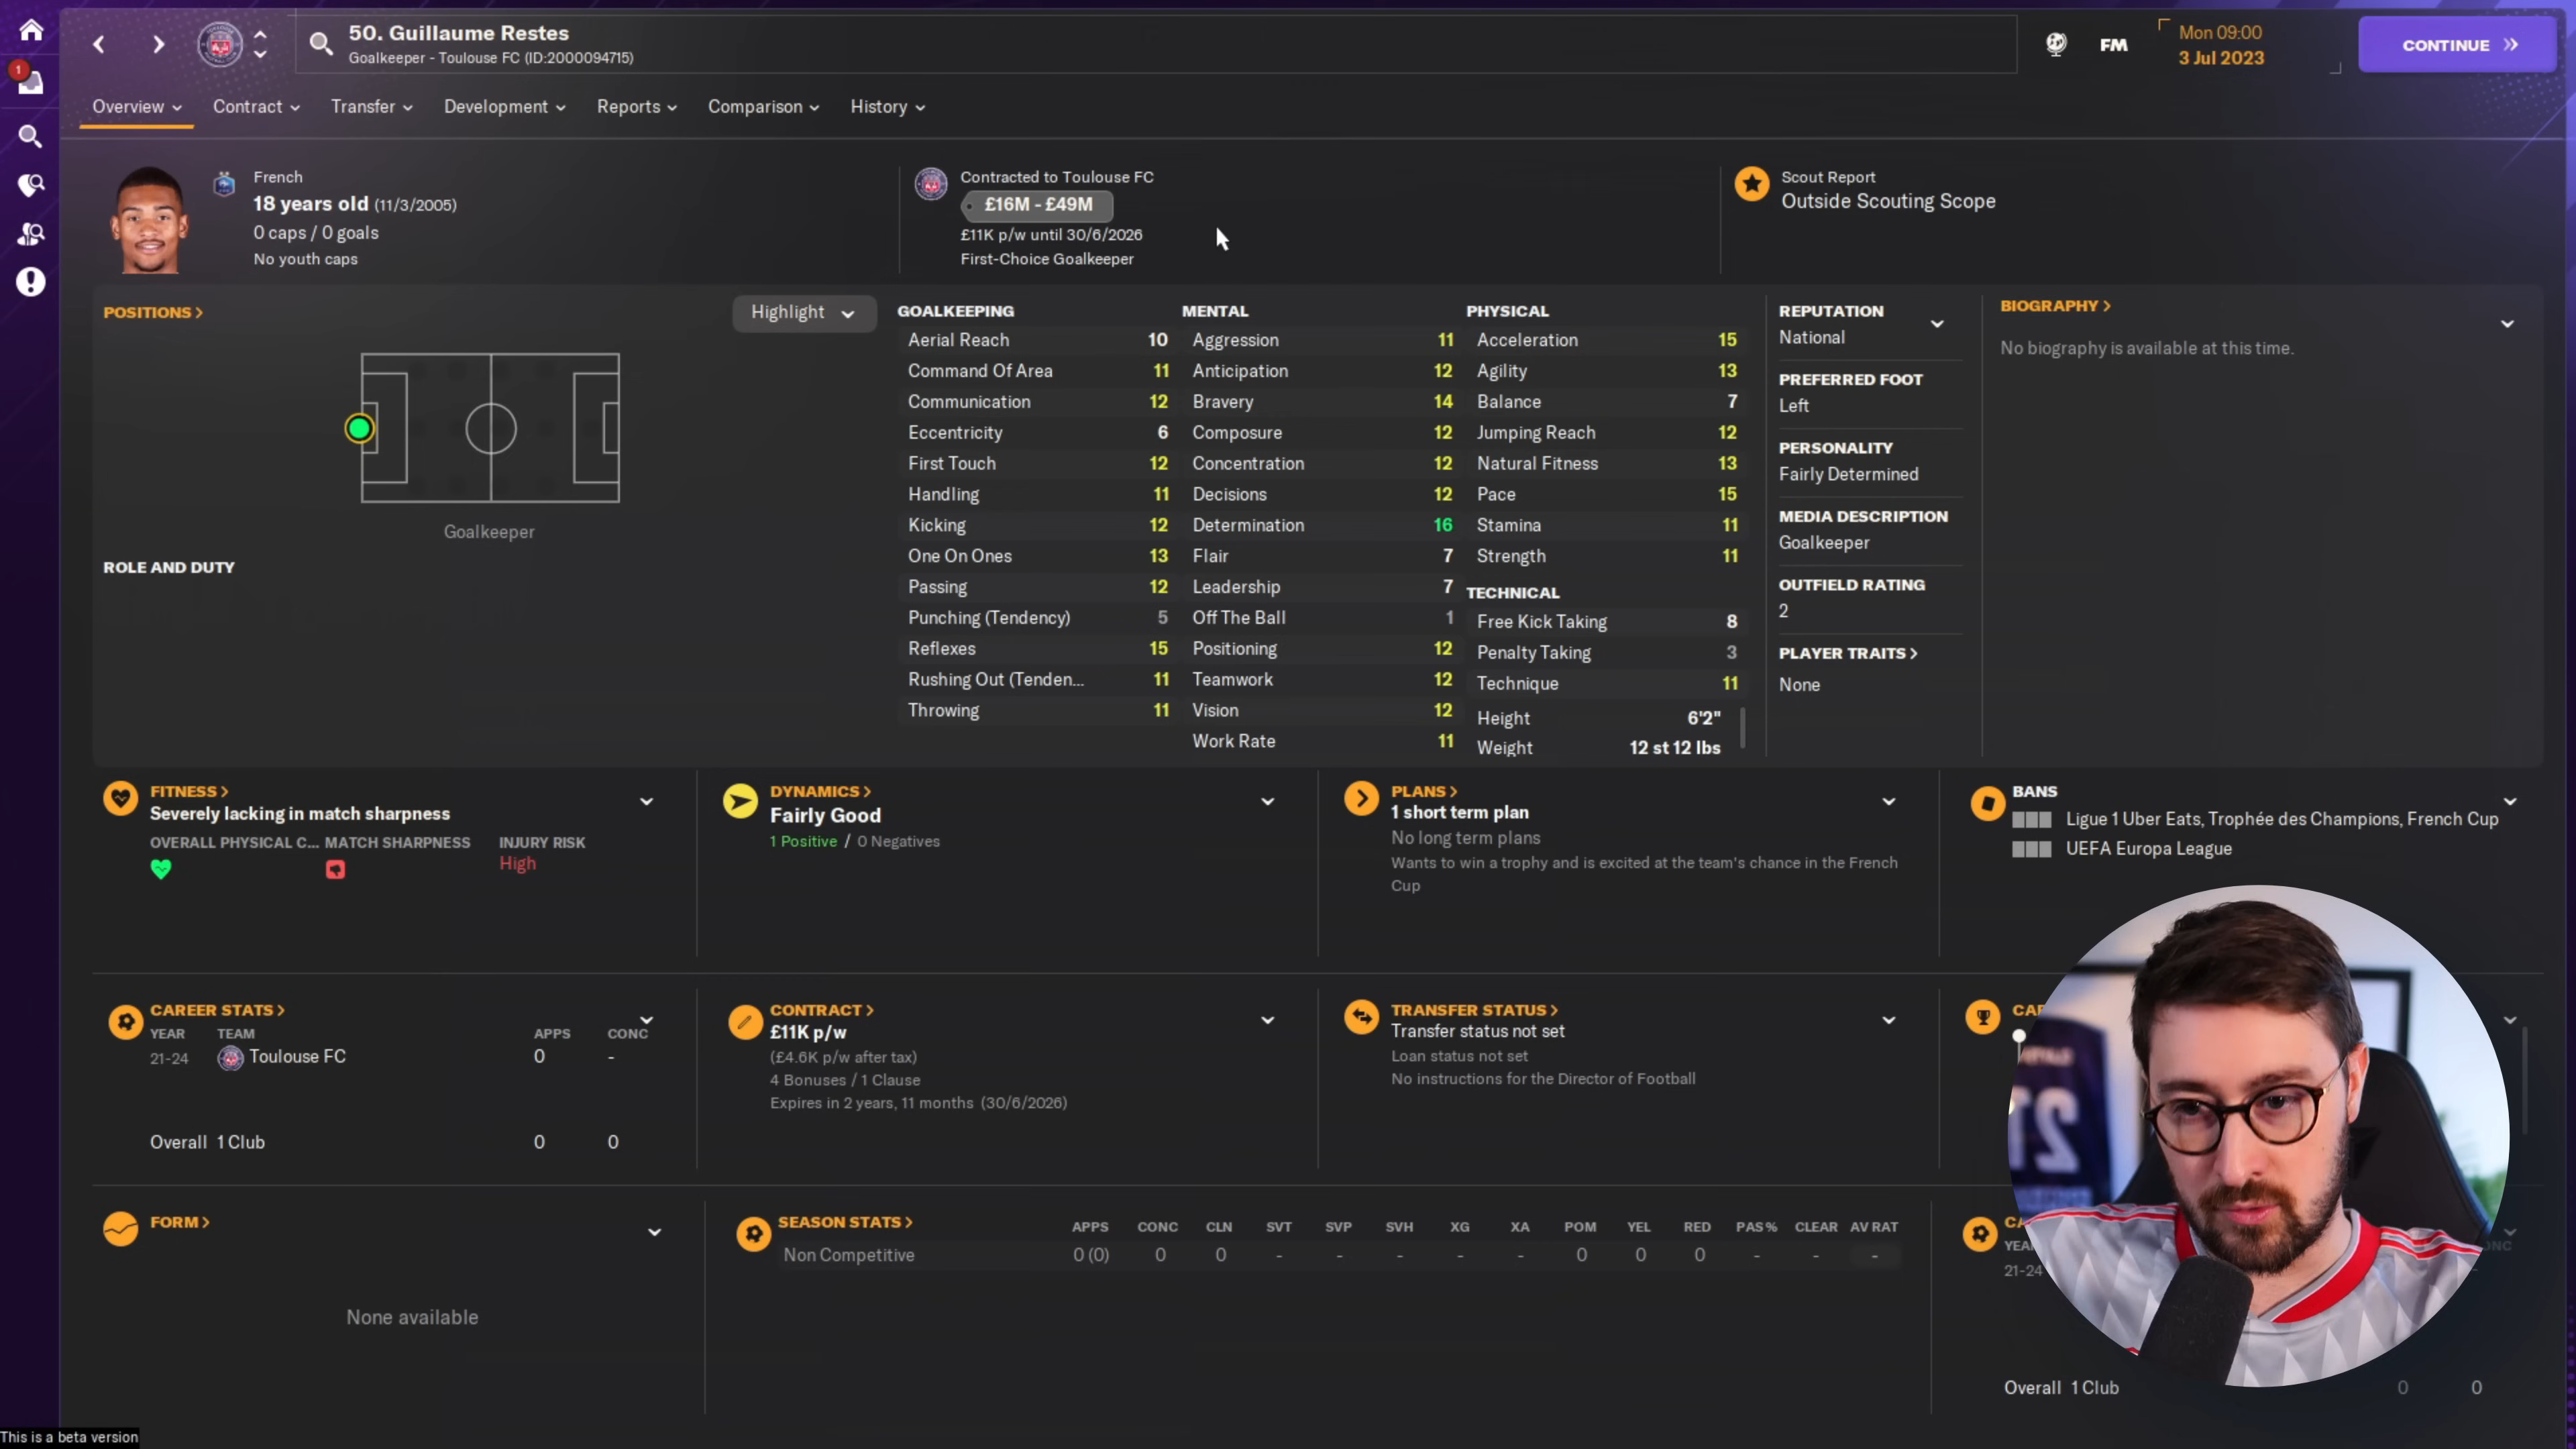 50. Guillaume Restes
Goalkeeper - Toulouse FC (ID:2000094715)
FM
Mon 09:00
3 Jul 2023
CONTINUE
1
Overview
Contract
Transfer
Development
Reports
Comparison
History
French
18 years old (11/3/2005)
0 caps / 0 goals
No youth caps
Contracted to Toulouse FC
£16M - £49M
£11K p/w until 30/6/2026
First-Choice Goalkeeper
Scout Report
Outside Scouting Scope
POSITIONS >
Highlight
Goalkeeper
ROLE AND DUTY
GOALKEEPING
Aerial Reach 10
Command Of Area 11
Communication 12
Eccentricity 6
First Touch 12
Handling 11
Kicking 12
One On Ones 13
Passing 12
Punching (Tendency) 5
Reflexes 15
Rushing Out (Tenden... 11
Throwing 11
MENTAL
Aggression 11
Anticipation 12
Bravery 14
Composure 12
Concentration 12
Decisions 12
Determination 16
Flair 7
Leadership 7
Off The Ball 1
Positioning 12
Teamwork 12
Vision 12
Work Rate 11
PHYSICAL
Acceleration 15
Agility 13
Balance 7
Jumping Reach 12
Natural Fitness 13
Pace 15
Stamina 11
Strength 11
TECHNICAL
Free Kick Taking 8
Penalty Taking 3
Technique 11
Height 6'2"
Weight 12 st 12 lbs
REPUTATION
National
PREFERRED FOOT
Left
PERSONALITY
Fairly Determined
MEDIA DESCRIPTION
Goalkeeper
OUTFIELD RATING
2
PLAYER TRAITS >
None
BIOGRAPHY >
No biography is available at this time.
FITNESS >
Severely lacking in match sharpness
OVERALL PHYSICAL C... MATCH SHARPNESS INJURY RISK
High
DYNAMICS >
Fairly Good
1 Positive / 0 Negatives
PLANS >
1 short term plan
No long term plans
Wants to win a trophy and is excited at the team's chance in the French
Cup
BANS
Ligue 1 Uber Eats, Trophée des Champions, French Cup
UEFA Europa League
CAREER STATS >
YEAR TEAM APPS CONC
21-24 Toulouse FC 0 -
Overall 1 Club 0 0
CONTRACT >
£11K p/w
(£4.6K p/w after tax)
4 Bonuses / 1 Clause
Expires in 2 years, 11 months (30/6/2026)
TRANSFER STATUS >
Transfer status not set
Loan status not set
No instructions for the Director of Football
FORM >
None available
SEASON STATS > APPS CONC CLN SVT SVP SVH XG XA POM YEL RED PAS% CLEAR AV RAT
Non Competitive 0 (0) 0 0 - - - - - 0 0 0 - - -
21-24
Overall 1 Club 0 0
This is a beta version